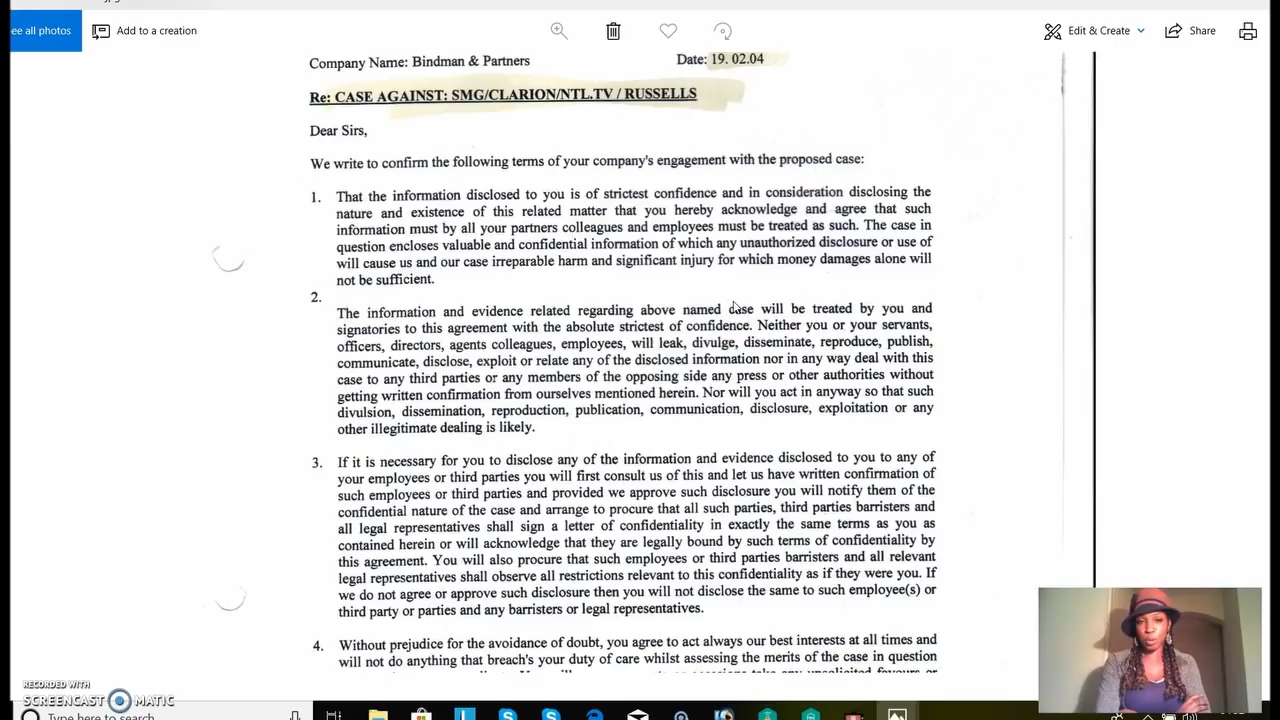 ee all photos
Add to a creation
Edit & Create
Share
Company Name: Bindman & Partners
Date: 19. 02.04
Re: CASE AGAINST: SMG/CLARION/NTL.TV / RUSSELLS
Dear Sirs,
We write to confirm the following terms of your company's engagement with the proposed case:
1. That the information disclosed to you is of strictest confidence and in consideration disclosing the
nature and existence of this related matter that you hereby acknowledge and agree that such
information must by all your partners colleagues and employees must be treated as such. The case in
question encloses valuable and confidential information of which any unauthorized disclosure or use of
will cause us and our case irreparable harm and significant injury for which money damages alone will
not be sufficient.
2.
The information and evidence related regarding above named case will be treated by you and
signatories to this agreement with the absolute strictest of confidence. Neither you or your servants,
officers, directors, agents colleagues, employees, will leak, divulge, disseminate, reproduce, publish,
communicate, disclose, exploit or relate any of the disclosed information nor in any way deal with this
case to any third parties or any members of the opposing side any press or other authorities without
getting written confirmation from ourselves mentioned herein. Nor will you act in anyway so that such
divulsion, dissemination, reproduction, publication, communication, disclosure, exploitation or any
other illegitimate dealing is likely.
3. If it is necessary for you to disclose any of the information and evidence disclosed to you to any of
your employees or third parties you will first consult us of this and let us have written confirmation of
such employees or third parties and provided we approve such disclosure you will notify them of the
confidential nature of the case and arrange to procure that all such parties, third parties barristers and
all legal representatives shall sign a letter of confidentiality in exactly the same terms as you as
contained herein or will acknowledge that they are legally bound by such terms of confidentiality by
this agreement. You will also procure that such employees or third parties barristers and all relevant
legal representatives shall observe all restrictions relevant to this confidentiality as if they were you. If
we do not agree or approve such disclosure then you will not disclose the same to such employee(s) or
third party or parties and any barristers or legal representatives.
4. Without prejudice for the avoidance of doubt, you agree to act always our best interests at all times and
will not do anything that breach's your duty of care whilst assessing the merits of the case in question
RECORDED WITH
SCREENCAST MATIC
Type here to search